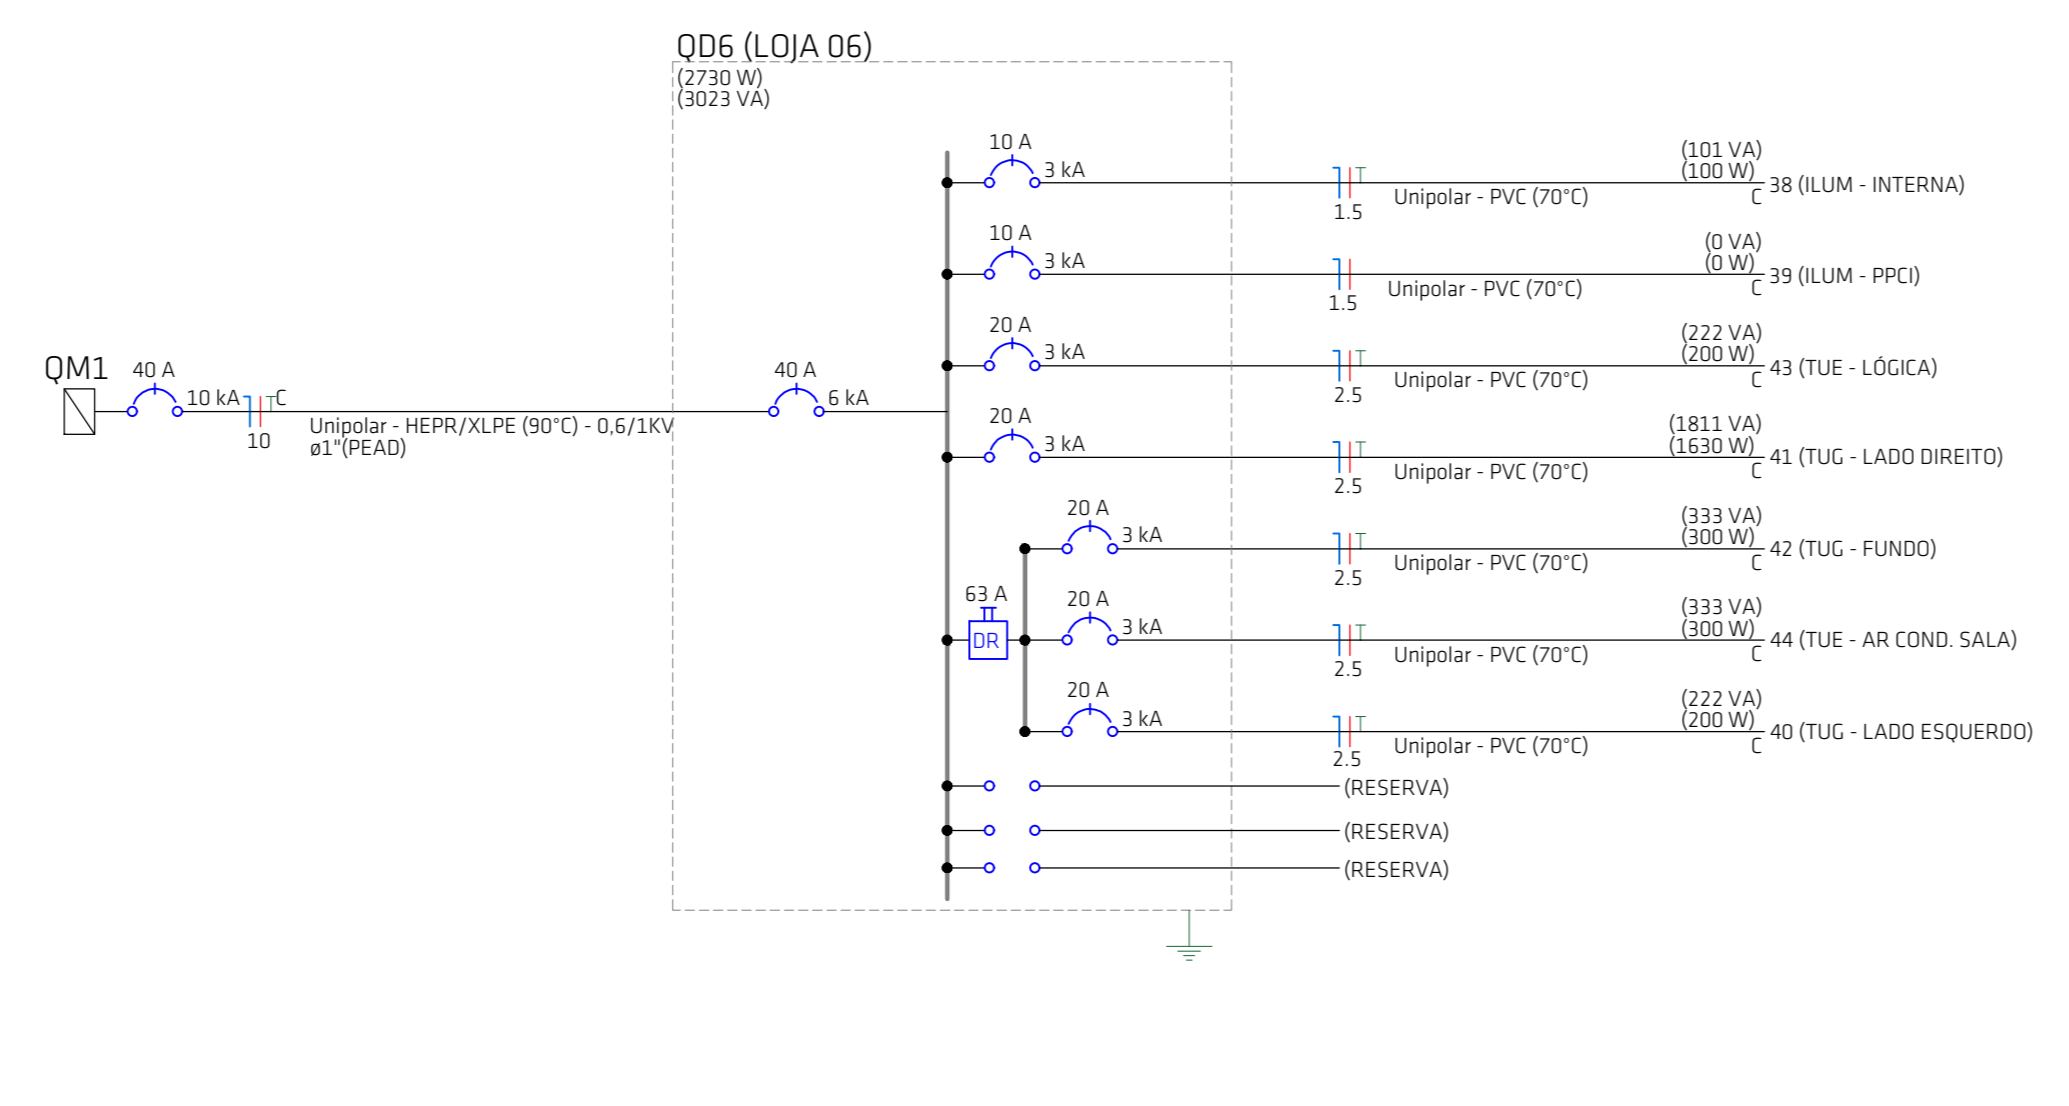 QD6 (LOJA 06)
(2730 W)
(3023 VA)
QM1
40 A
10 kA
C
10
Unipolar - HEPR/XLPE (90°C) - 0,6/1KV
ø1"(PEAD)
40 A
6 kA
10 A
3 kA
1.5
Unipolar - PVC (70°C)
(101 VA)
(100 W)
C
38 (ILUM - INTERNA)
10 A
3 kA
1.5
Unipolar - PVC (70°C)
(0 VA)
(0 W)
C
39 (ILUM - PPCI)
20 A
3 kA
2.5
Unipolar - PVC (70°C)
(222 VA)
(200 W)
C
43 (TUE - LÓGICA)
20 A
3 kA
2.5
Unipolar - PVC (70°C)
(1811 VA)
(1630 W)
C
41 (TUG - LADO DIREITO)
20 A
3 kA
2.5
Unipolar - PVC (70°C)
(333 VA)
(300 W)
C
42 (TUG - FUNDO)
63 A
DR
20 A
3 kA
2.5
Unipolar - PVC (70°C)
(333 VA)
(300 W)
C
44 (TUE - AR COND. SALA)
20 A
3 kA
2.5
Unipolar - PVC (70°C)
(222 VA)
(200 W)
C
40 (TUG - LADO ESQUERDO)
(RESERVA)
(RESERVA)
(RESERVA)